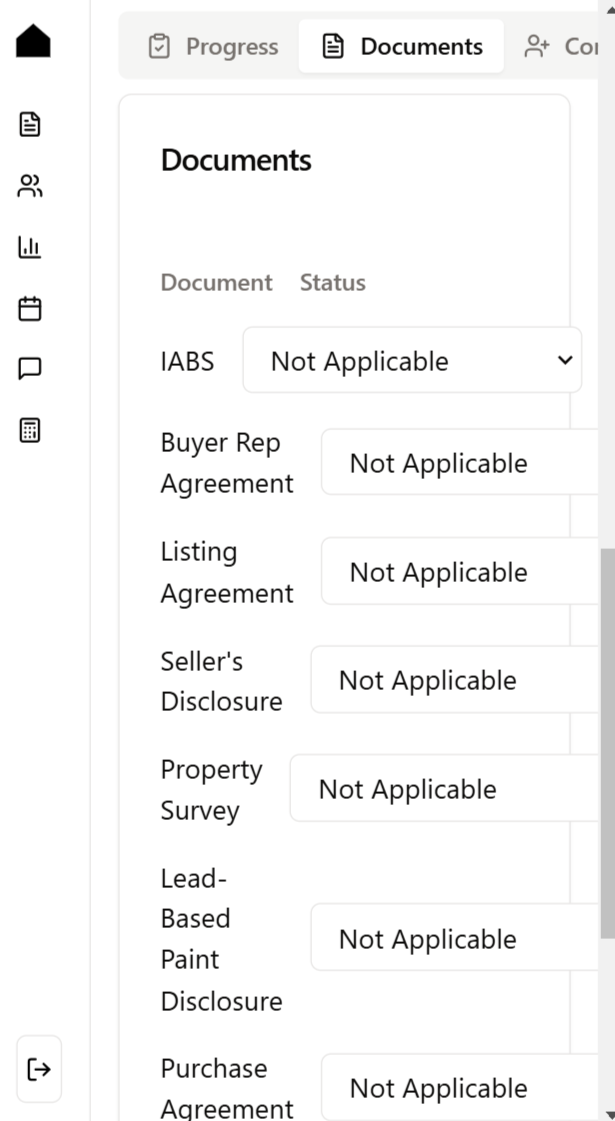 Progress Documents Co
Documents
Document Status
IABS Not Applicable
Buyer Rep
Agreement
Not Applicable
Listing
Agreement
Not Applicable
Seller's
Disclosure
Not Applicable
Property
Survey
Not Applicable
Lead-
Based
Paint
Disclosure
Not Applicable
Purchase
Agreement
Not Applicable